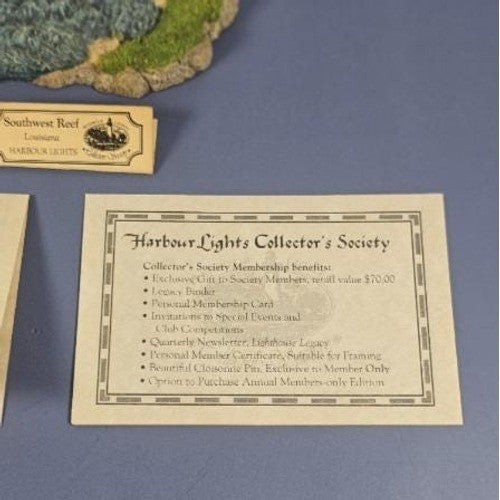 Southwest Reef
Louisiana
HARBOUR LIGHTS
Harbour Lights Collector's Society
Collector's Society Membership benefits:
• Exclusive Gift to Society Members, retail value $70.00
• Legacy Binder
• Personal Membership Card
• Invitations to Special Events and
Club Competitions
• Quarterly Newsletter, Lighthouse Legacy
• Personal Member Certificate, Suitable for Framing
• Beautiful Cloisonne Pin, Exclusive to Member Only
• Option to Purchase Annual Members-only Edition